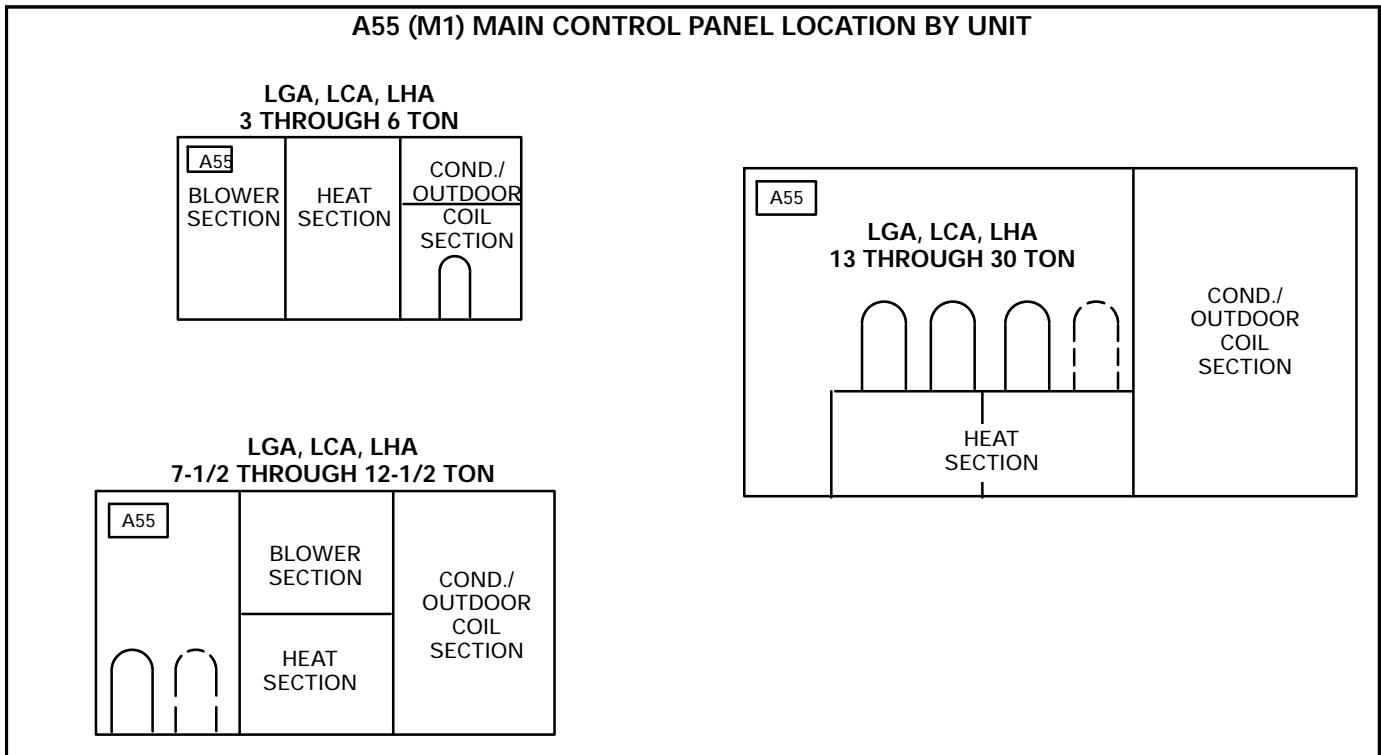 A55 (M1) MAIN CONTROL PANEL LOCATION BY UNIT
LGA, LCA, LHA
3 THROUGH 6 TON
A55
BLOWER
SECTION
HEAT
SECTION
COND./
OUTDOOR
COIL
SECTION
A55
LGA, LCA, LHA
13 THROUGH 30 TON
COND./
OUTDOOR
COIL
SECTION
HEAT
SECTION
LGA, LCA, LHA
7-1/2 THROUGH 12-1/2 TON
A55
BLOWER
SECTION
HEAT
SECTION
COND./
OUTDOOR
COIL
SECTION